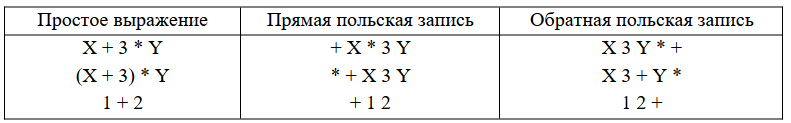 Простое выражение Прямая польская запись Обратная польская запись
X + 3 * Y + X * 3 Y X 3 Y * +
(X + 3) * Y * + X 3 Y X 3 + Y *
1 + 2 + 1 2 1 2 +